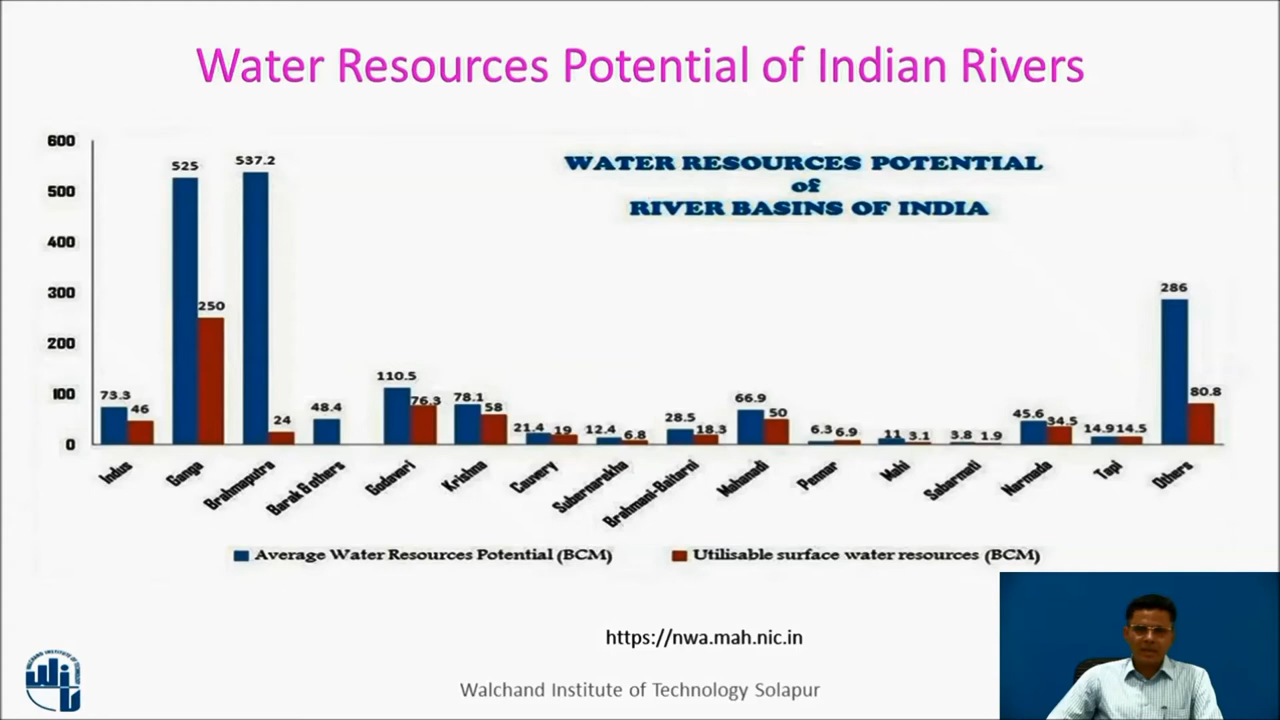 Water Resources Potential of Indian Rivers
WATER RESOURCES POTENTIAL
of
RIVER BASINS OF INDIA
600
500
400
300
200
100
0
73.3 46
525 250
537.2 24
48.4
110.5 76.3
78.1 58
21.4 19
12.4 6.8
28.5 18.3
66.9 50
6.3 6.9
11 3.1
3.8 1.9
45.6 34.5
14.9 14.5
286 80.8
Indus
Ganga
Brahmaputra
Barak & others
Godavari
Krishna
Cauvery
Subarnarekha
Brahmani-Baitarni
Mahanadi
Pennar
Mahi
Sabarmati
Narmada
Tapi
Others
Average Water Resources Potential (BCM)
Utilisable surface water resources (BCM)
https://nwa.mah.nic.in
Walchand Institute of Technology Solapur
WALCHAND INSTITUTE OF TECHNOLOGY
WIT